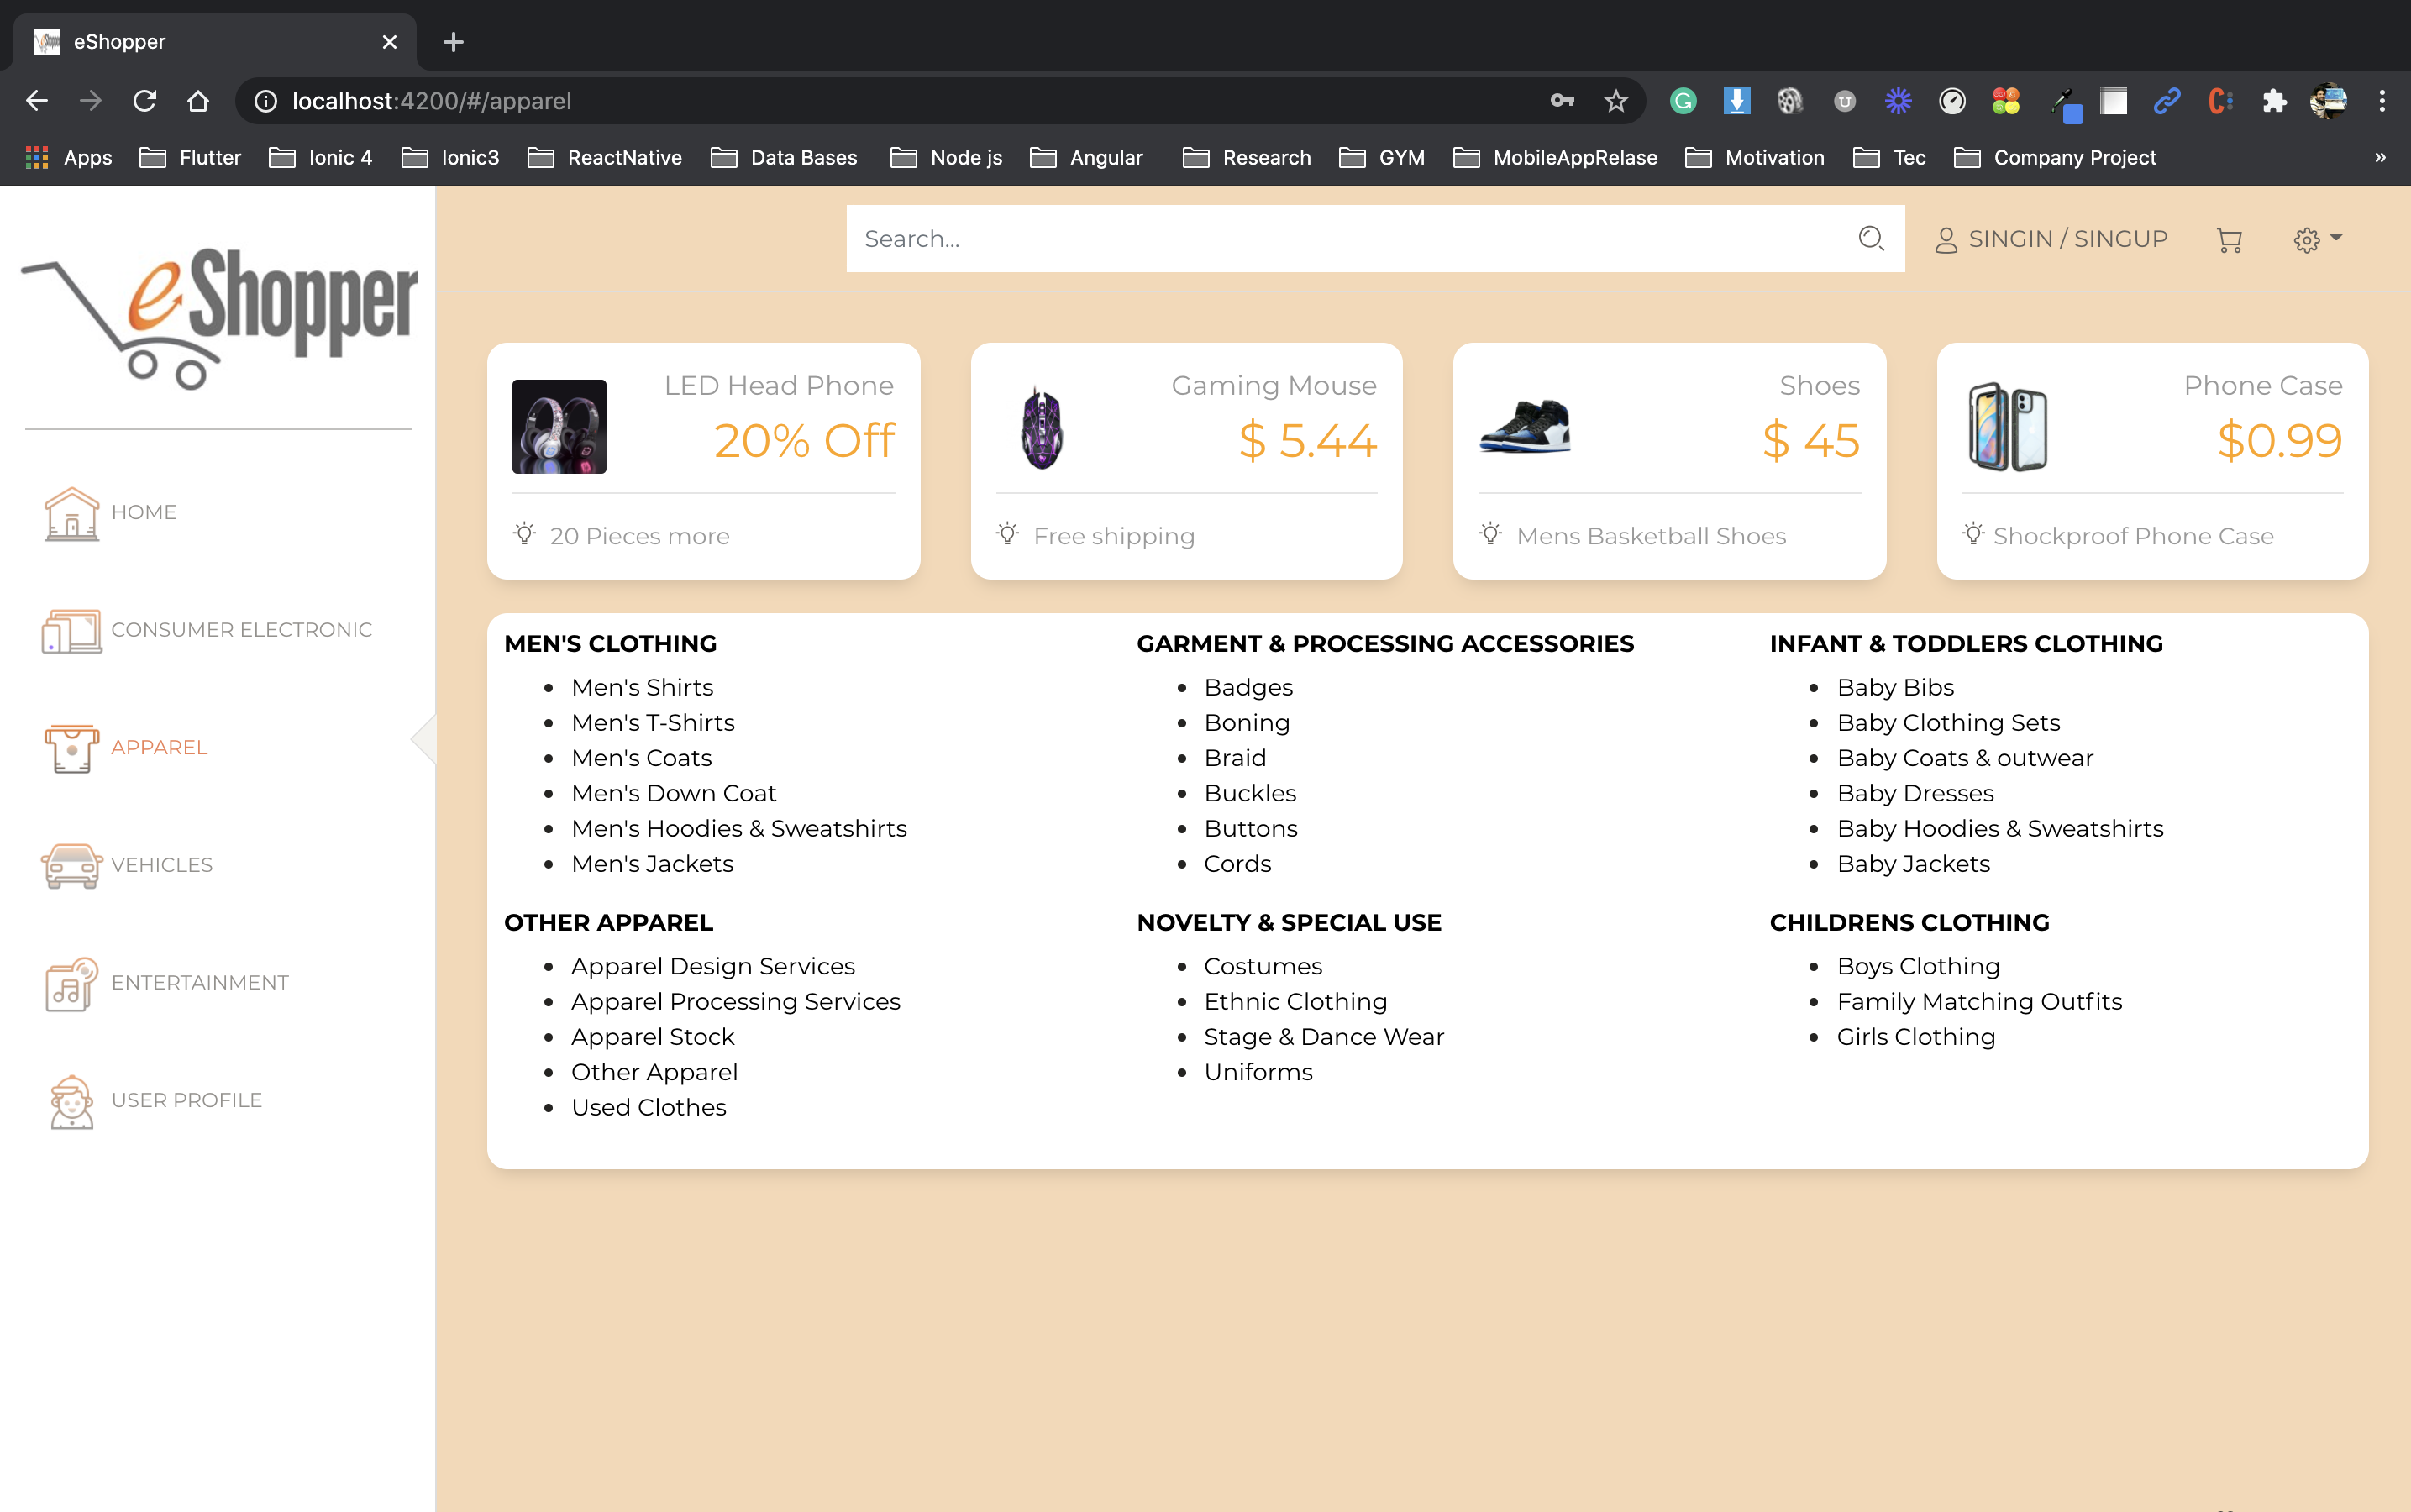 eShopper
localhost:4200/#/apparel
Apps Flutter Ionic 4 Ionic3 ReactNative Data Bases Node js Angular Research GYM MobileAppRelase Motivation Tec Company Project »
eShopper
Search...
SINGIN / SINGUP
HOME
CONSUMER ELECTRONIC
APPAREL
VEHICLES
ENTERTAINMENT
USER PROFILE
LED Head Phone
20% Off
20 Pieces more
Gaming Mouse
$ 5.44
Free shipping
Shoes
$ 45
Mens Basketball Shoes
Phone Case
$0.99
Shockproof Phone Case
MEN'S CLOTHING
Men's Shirts
Men's T-Shirts
Men's Coats
Men's Down Coat
Men's Hoodies & Sweatshirts
Men's Jackets
GARMENT & PROCESSING ACCESSORIES
Badges
Boning
Braid
Buckles
Buttons
Cords
INFANT & TODDLERS CLOTHING
Baby Bibs
Baby Clothing Sets
Baby Coats & outwear
Baby Dresses
Baby Hoodies & Sweatshirts
Baby Jackets
OTHER APPAREL
Apparel Design Services
Apparel Processing Services
Apparel Stock
Other Apparel
Used Clothes
NOVELTY & SPECIAL USE
Costumes
Ethnic Clothing
Stage & Dance Wear
Uniforms
CHILDRENS CLOTHING
Boys Clothing
Family Matching Outfits
Girls Clothing